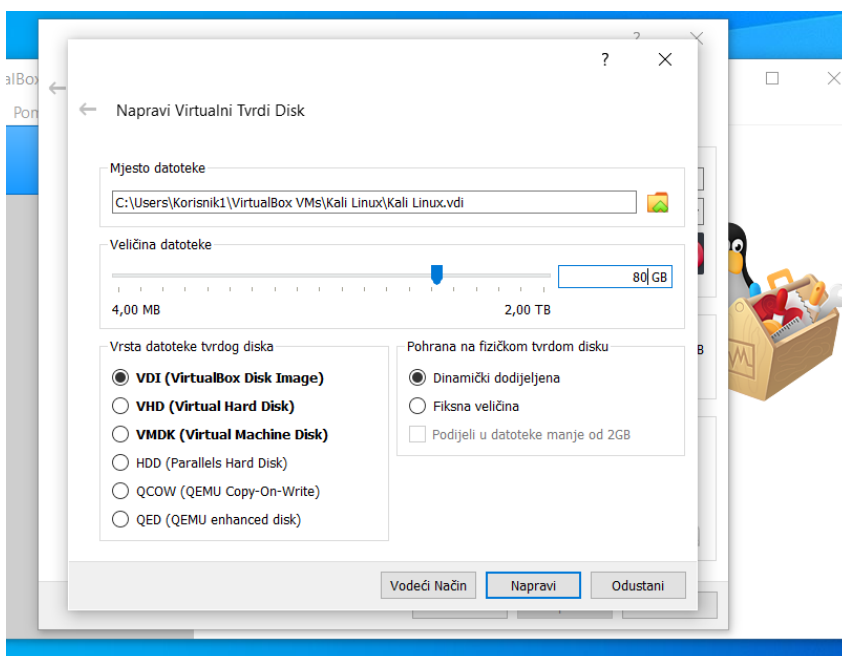 ?
alBox
Pom
?
Napravi Virtualni Tvrdi Disk
Mjesto datoteke
C:\Users\Korisnik1\VirtualBox VMs\Kali Linux\Kali Linux.vdi
Veličina datoteke
80 GB
4,00 MB 2,00 TB
Vrsta datoteke tvrdog diska
VDI (VirtualBox Disk Image)
VHD (Virtual Hard Disk)
VMDK (Virtual Machine Disk)
HDD (Parallels Hard Disk)
QCOW (QEMU Copy-On-Write)
QED (QEMU enhanced disk)
Pohrana na fizičkom tvrdom disku
Dinamički dodijeljena
Fiksna veličina
Podijeli u datoteke manje od 2GB
B
Vodeći Način Napravi Odustani